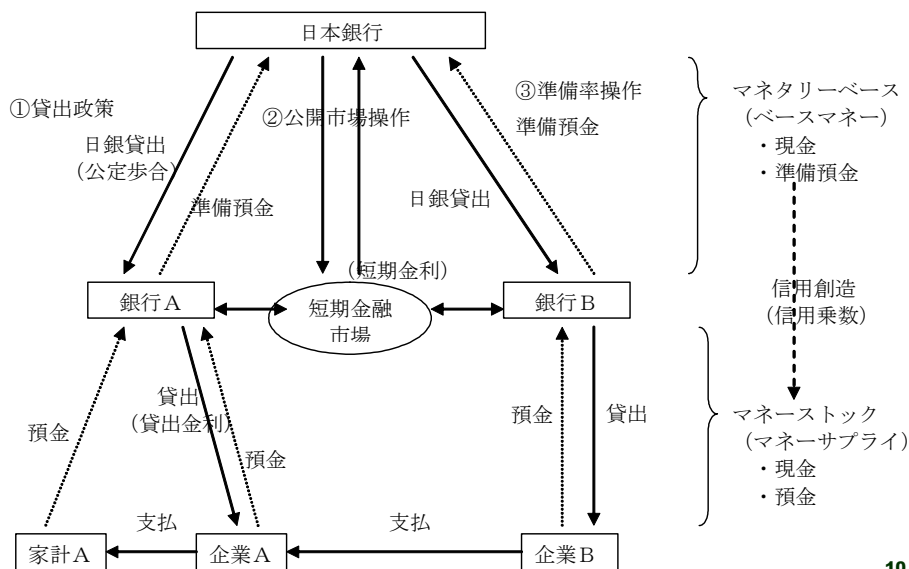 日本銀行
①貸出政策
日銀貸出
(公定歩合)
準備預金
②公開市場操作
③準備率操作
準備預金
日銀貸出
(短期金利)
マネタリーベース
(ベースマネー)
・現金
・準備預金
銀行A
短期金融
市場
銀行B
信用創造
(信用乗数)
預金
貸出
(貸出金利)
預金
預金
貸出
マネーストック
(マネーサプライ)
・現金
・預金
支払
支払
家計A
企業A
企業B
10